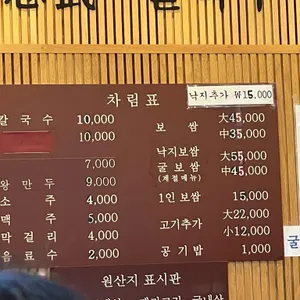 차림표
낙지추가 ₩15,000
칼국수 10,000
10,000
7,000
왕만두 9,000
소주 4,000
맥주 5,000
막걸리 4,000
음료수 2,000
보쌈 大45,000
中35,000
낙지보쌈 大55,000
굴보쌈 中45,000
(계절메뉴)
1인보쌈 15,000
고기추가 大22,000
小12,000
공기밥 1,000
원산지 표시판
굴